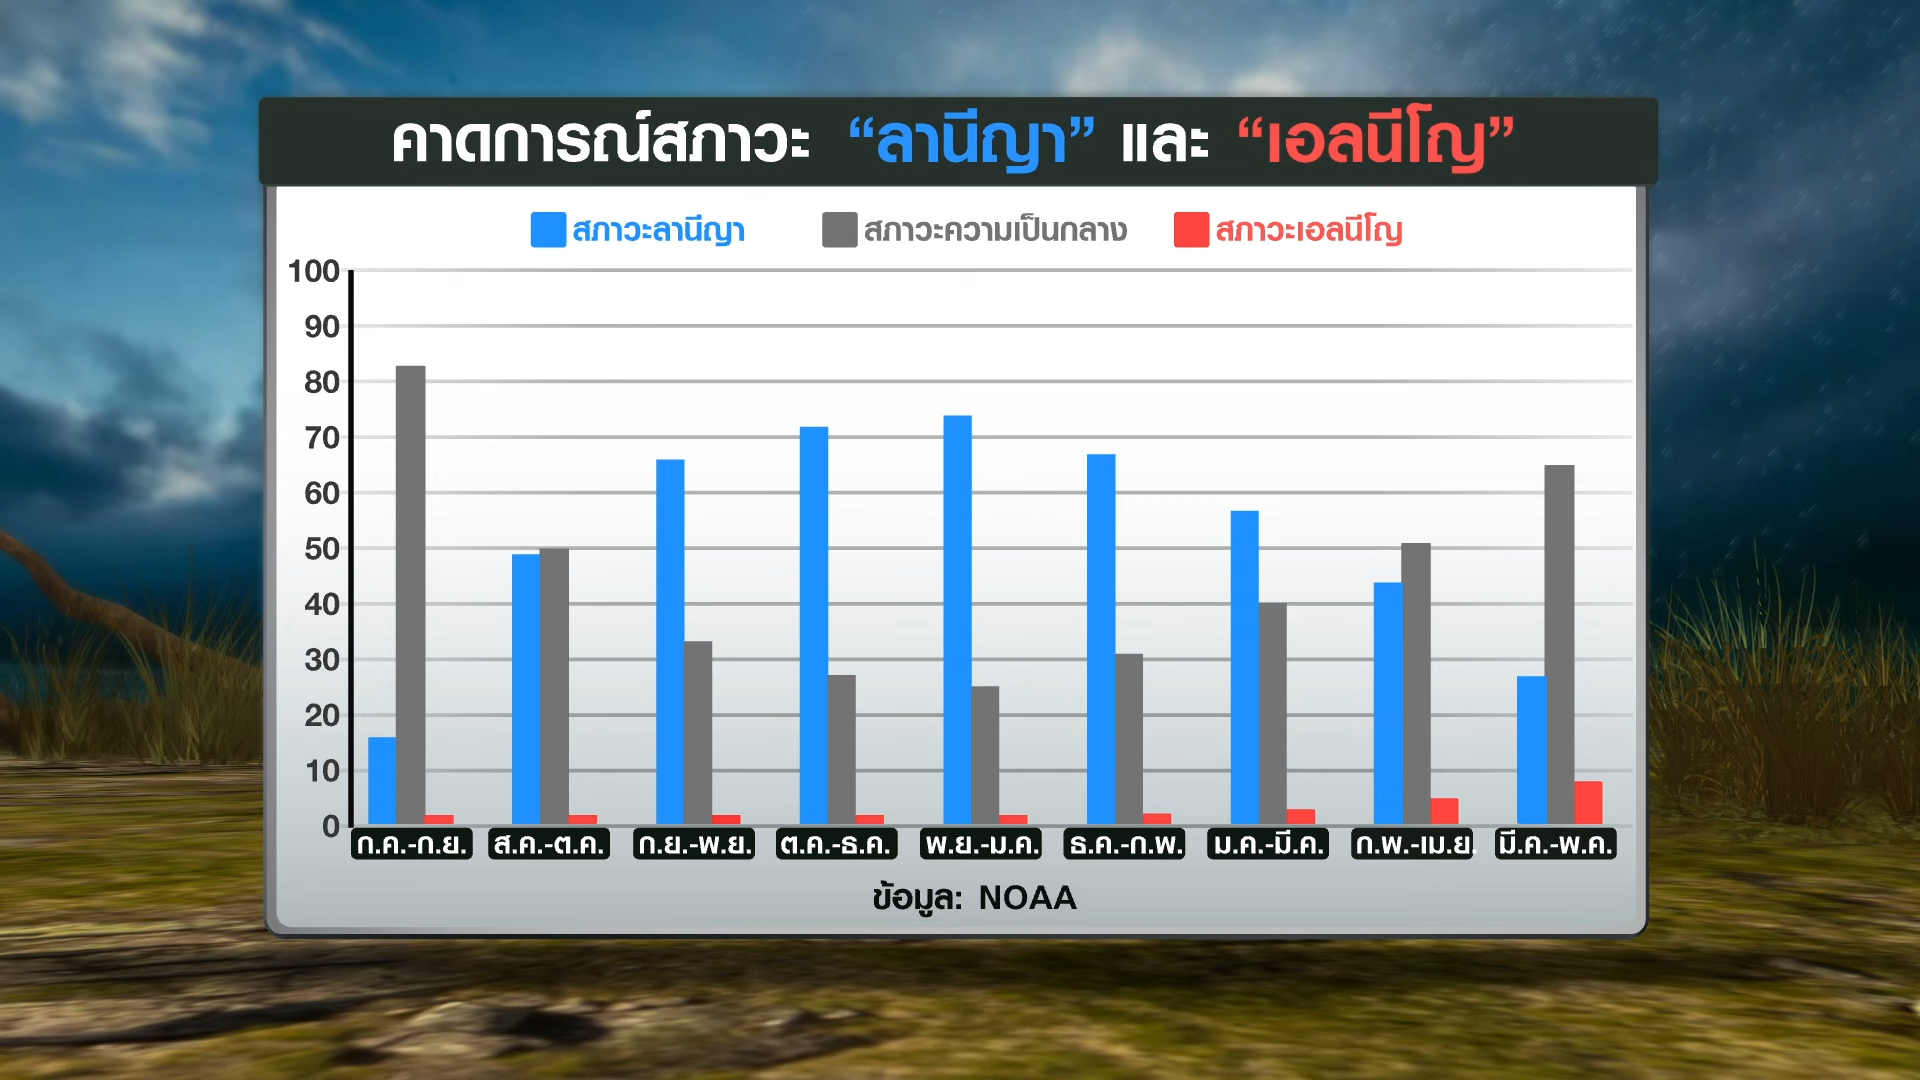 คาดการณ์สภาวะ “ลานีญา” และ “เอลนีโญ”
สภาวะลานีญา สภาวะความเป็นกลาง สภาวะเอลนีโญ
100
90
80
70
60
50
40
30
20
10
0
ก.ค.-ก.ย. ส.ค.-ต.ค. ก.ย.-พ.ย. ต.ค.-ธ.ค. พ.ย.-ม.ค. ธ.ค.-ก.พ. ม.ค.-มี.ค. ก.พ.-เม.ย. มี.ค.-พ.ค.
ข้อมูล: NOAA